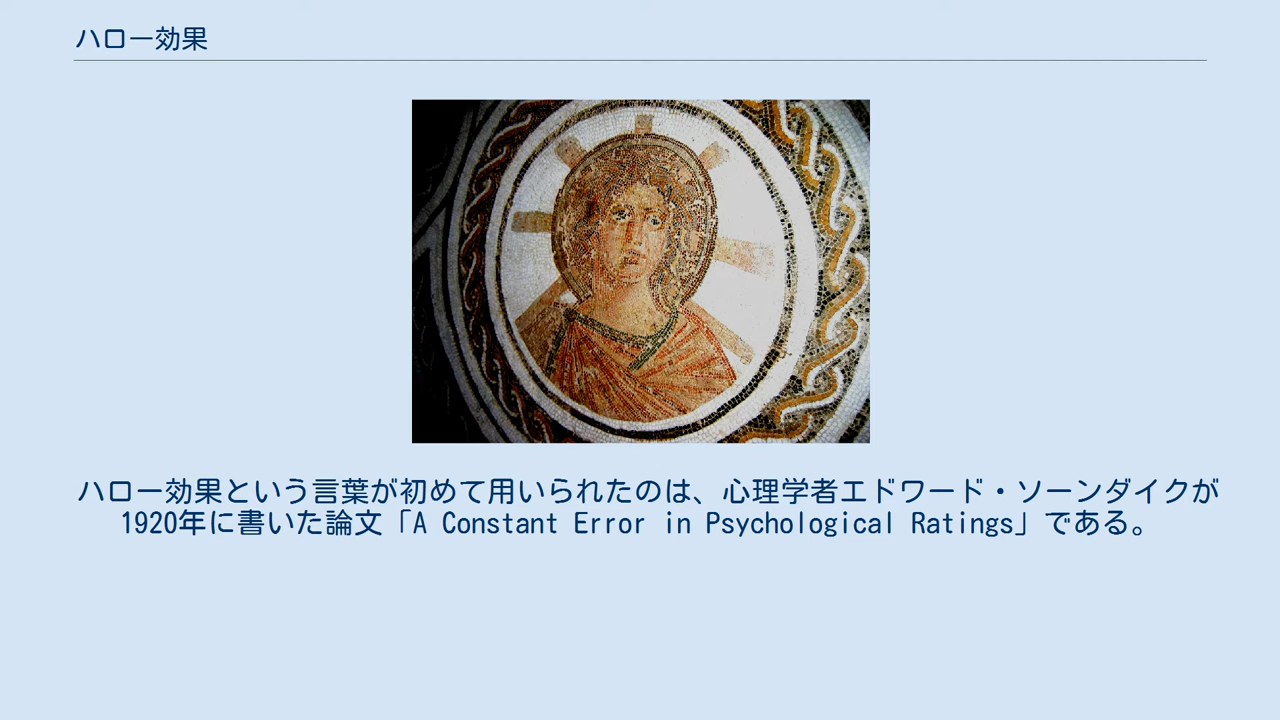 ハロー効果
ハロー効果という言葉が初めて用いられたのは、心理学者エドワード・ソーンダイクが
1920年に書いた論文「A Constant Error in Psychological Ratings」である。